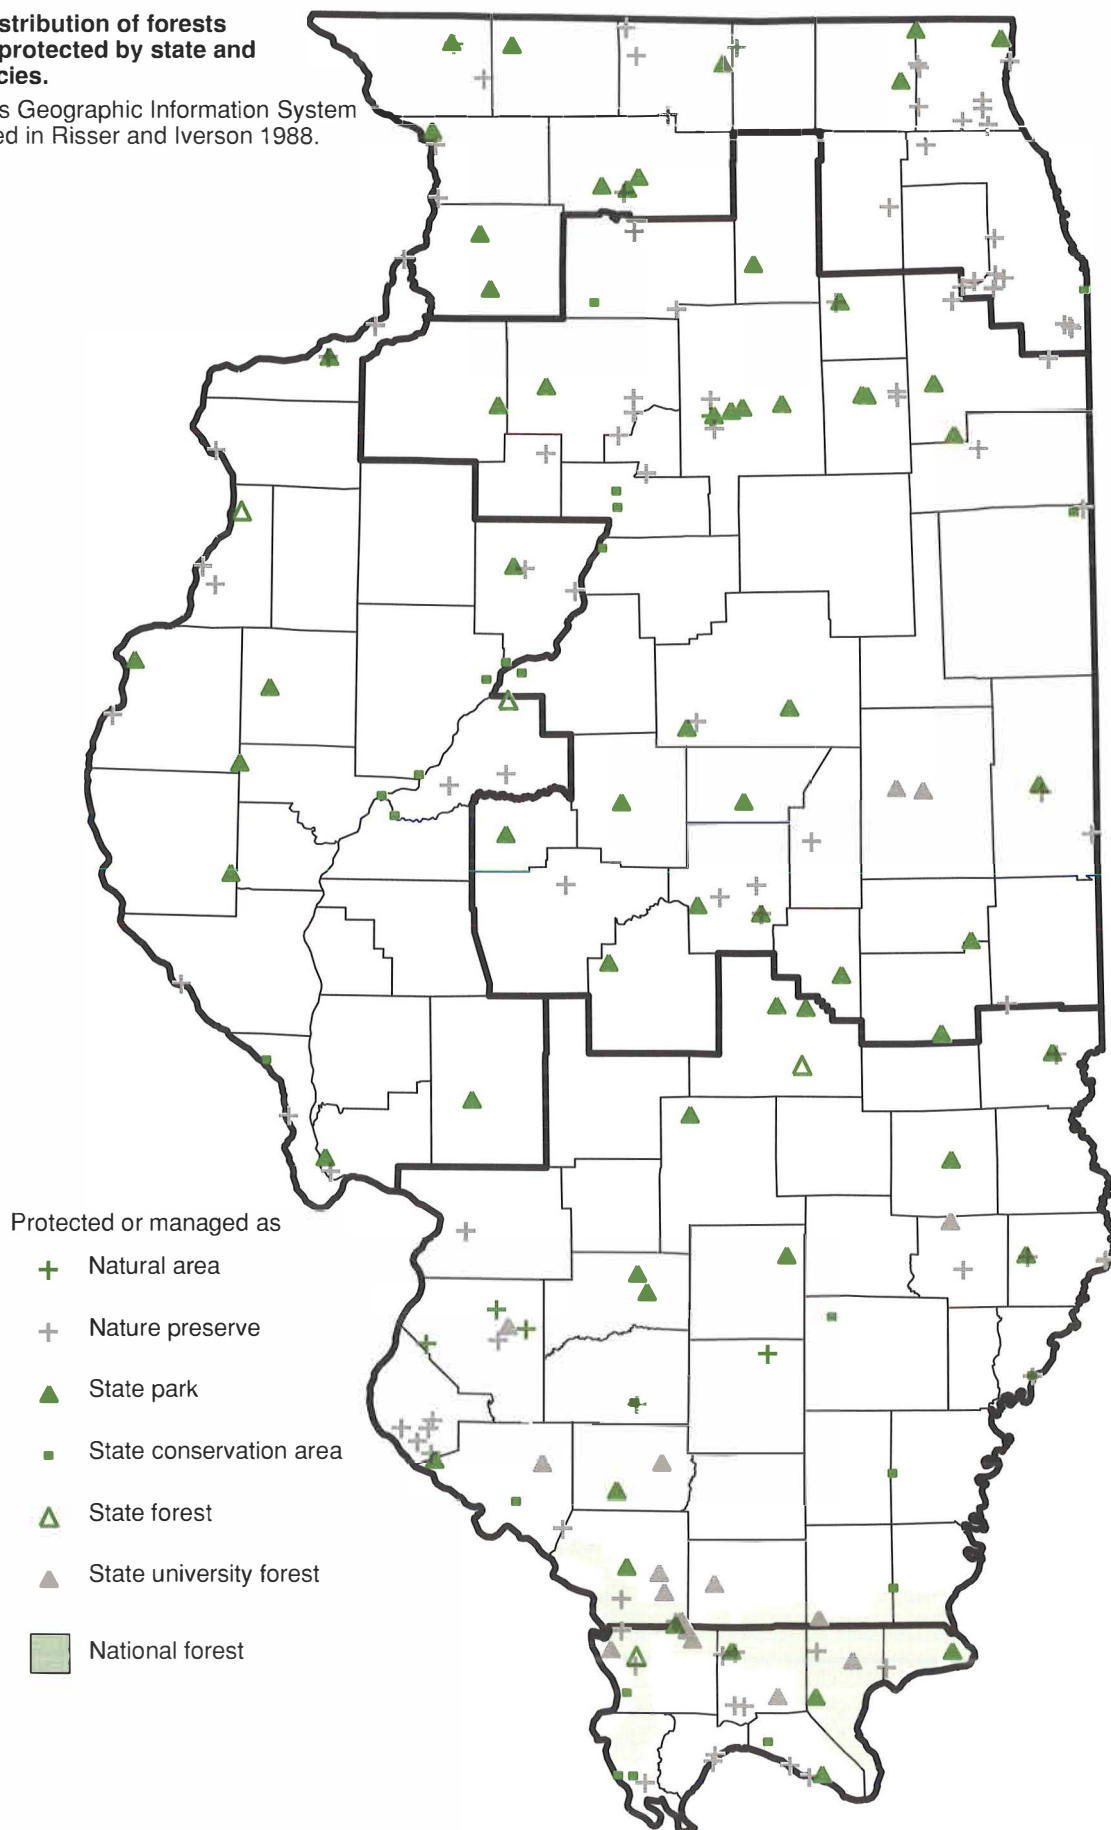 stribution of forests
protected by state and
cies.
s Geographic Information System
ed in Risser and Iverson 1988.
Protected or managed as
Natural area
Nature preserve
State park
State conservation area
State forest
State university forest
National forest